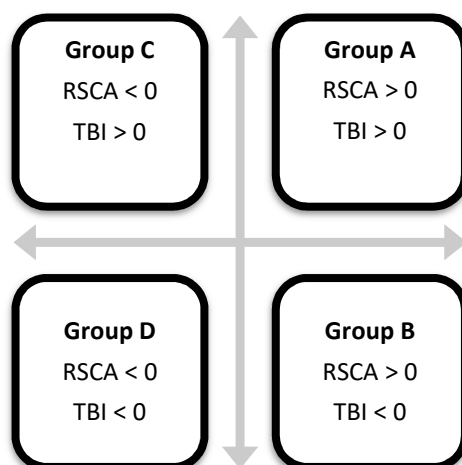 Group C
RSCA < 0
TBI > 0
Group A
RSCA > 0
TBI > 0
Group D
RSCA < 0
TBI < 0
Group B
RSCA > 0
TBI < 0